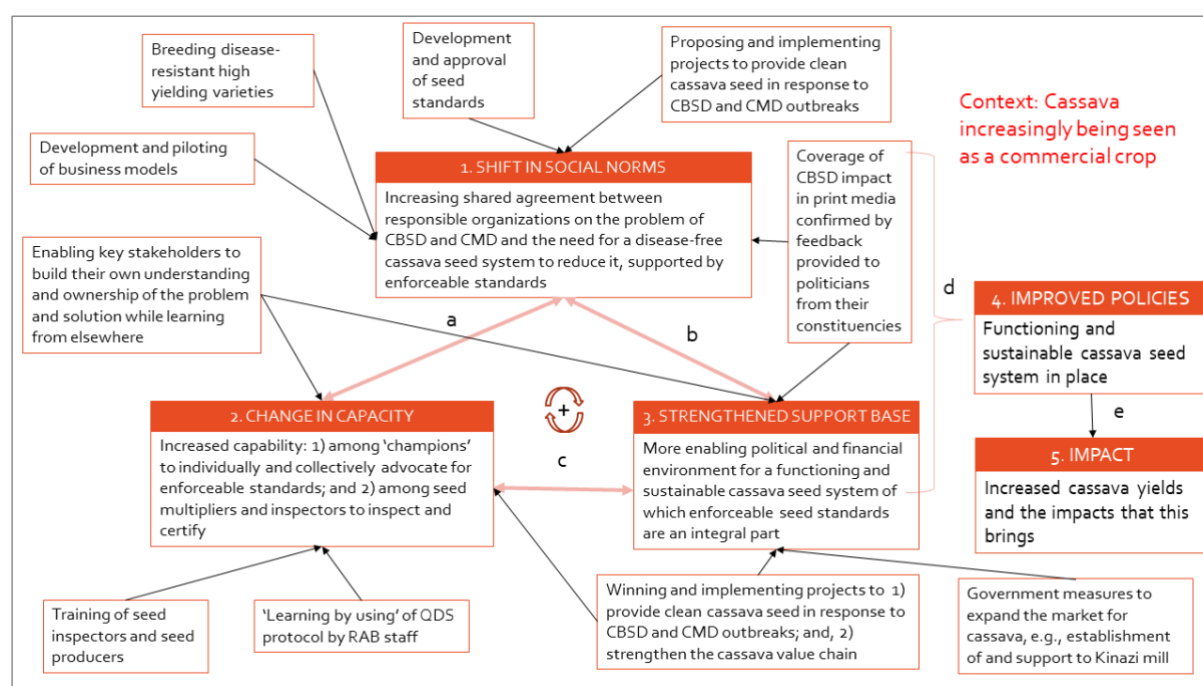 Breeding disease-
resistant high
yielding varieties
Development
and approval
of seed
standards
Proposing and implementing
projects to provide clean
cassava seed in response to
CBSD and CMD outbreaks
Context: Cassava
increasingly being seen
as a commercial crop
Development and piloting
of business models
1. SHIFT IN SOCIAL NORMS
Increasing shared agreement between
responsible organizations on the problem of
CBSD and CMD and the need for a disease-free
cassava seed system to reduce it, supported by
enforceable standards
Coverage of
CBSD impact
in print media
confirmed by
feedback
provided to
politicians
from their
constituencies
Enabling key stakeholders to
build their own understanding
and ownership of the problem
and solution while learning
from elsewhere
a
b
d
4. IMPROVED POLICIES
Functioning and
sustainable cassava seed
system in place
2. CHANGE IN CAPACITY
Increased capability: 1) among ‘champions’
to individually and collectively advocate for
enforceable standards; and 2) among seed
multipliers and inspectors to inspect and
certify
+
c
3. STRENGTHENED SUPPORT BASE
More enabling political and financial
environment for a functioning and
sustainable cassava seed system of
which enforceable seed standards
are an integral part
e
5. IMPACT
Increased cassava yields
and the impacts that this
brings
Training of seed
inspectors and seed
producers
‘Learning by using’ of QDS
protocol by RAB staff
Winning and implementing projects to 1)
provide clean cassava seed in response to
CBSD and CMD outbreaks; and, 2)
strengthen the cassava value chain
Government measures to
expand the market for
cassava, e.g., establishment
of and support to Kinazi mill